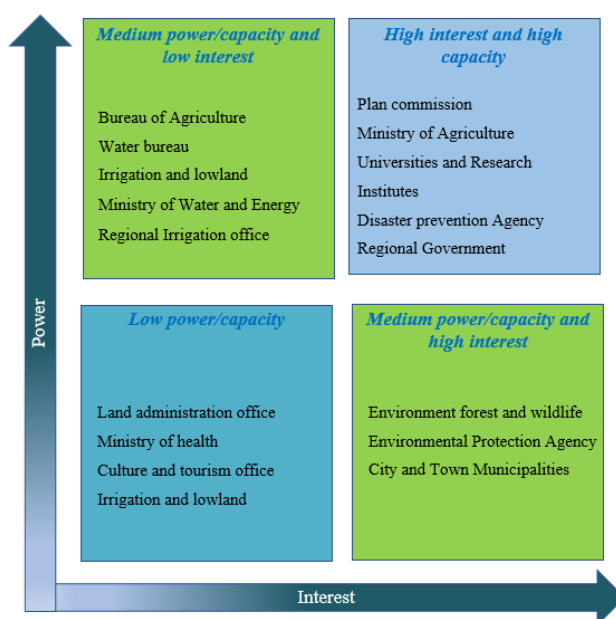 Medium power/capacity and
low interest
Bureau of Agriculture
Water bureau
Irrigation and lowland
Ministry of Water and Energy
Regional Irrigation office
High interest and high
capacity
Plan commission
Ministry of Agriculture
Universities and Research
Institutes
Disaster prevention Agency
Regional Government
Power
Low power/capacity
Land administration office
Ministry of health
Culture and tourism office
Irrigation and lowland
Medium power/capacity and
high interest
Environment forest and wildlife
Environmental Protection Agency
City and Town Municipalities
Interest